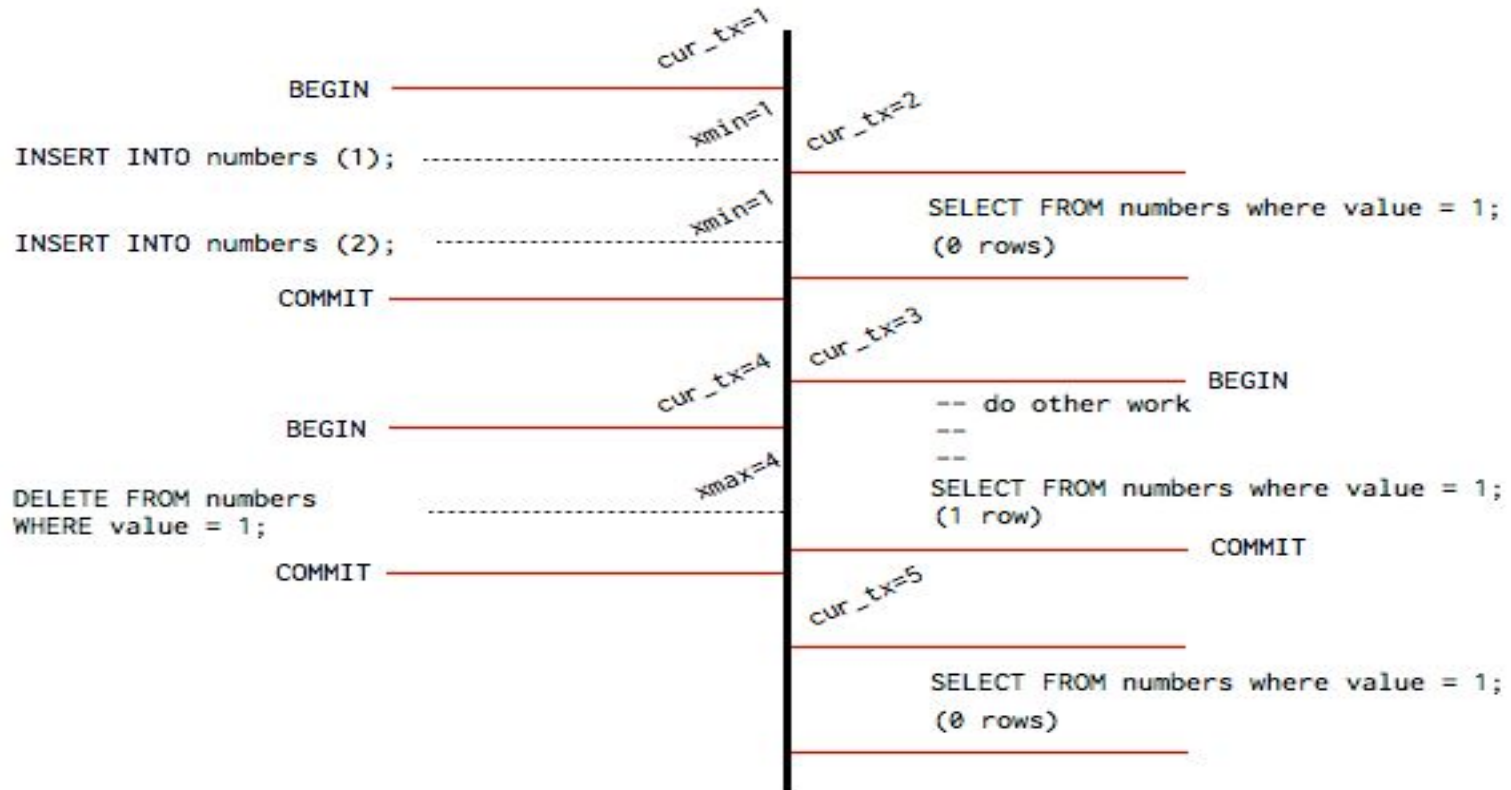 cur_tx=1
BEGIN
xmin=1
cur_tx=2
INSERT INTO numbers (1);
SELECT FROM numbers where value = 1;
xmin=1
INSERT INTO numbers (2);
(0 rows)
COMMIT
cur_tx=3
cur_tx=4
BEGIN
-- do other work
BEGIN
--
--
xmax=4
SELECT FROM numbers where value = 1;
DELETE FROM numbers
(1 row)
WHERE value = 1;
COMMIT
COMMIT
cur_tx=5
SELECT FROM numbers where value = 1;
(0 rows)